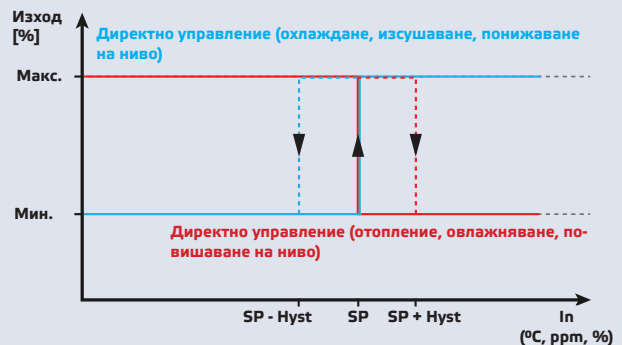 Изход
[%]
Директно управление (охлаждане, изсушаване, понижаване
на ниво)
Макс.
Мин.
Директно управление (отопление, овлажняване, по-
вишаване на ниво)
SP - Hyst
SP
SP + Hyst
In
(ºC, ppm, %)